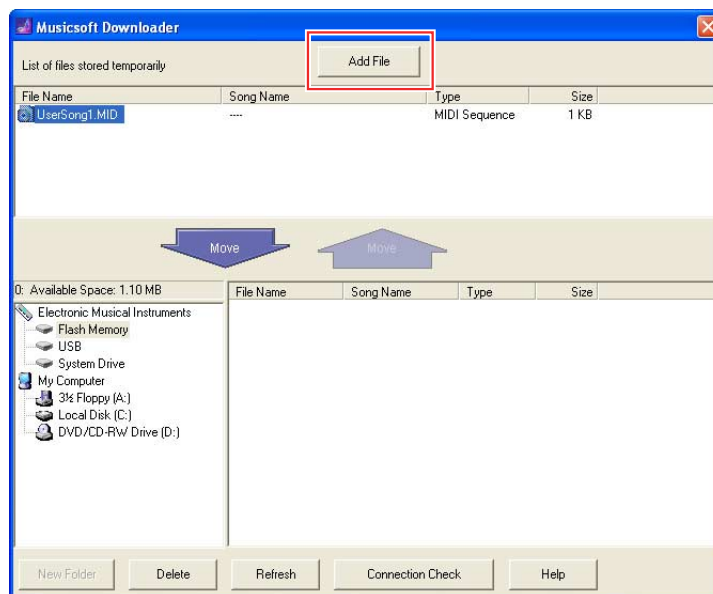 Musicsoft Downloader
List of files stored temporarily
Add File
File Name Song Name Type Size
UserSong1.MID ---- MIDI Sequence 1 KB
Move Move
0: Available Space: 1.10 MB
File Name Song Name Type Size
Electronic Musical Instruments
Flash Memory
USB
System Drive
My Computer
3½ Floppy (A:)
Local Disk (C:)
DVD/CD-RW Drive (D:)
New Folder Delete Refresh Connection Check Help